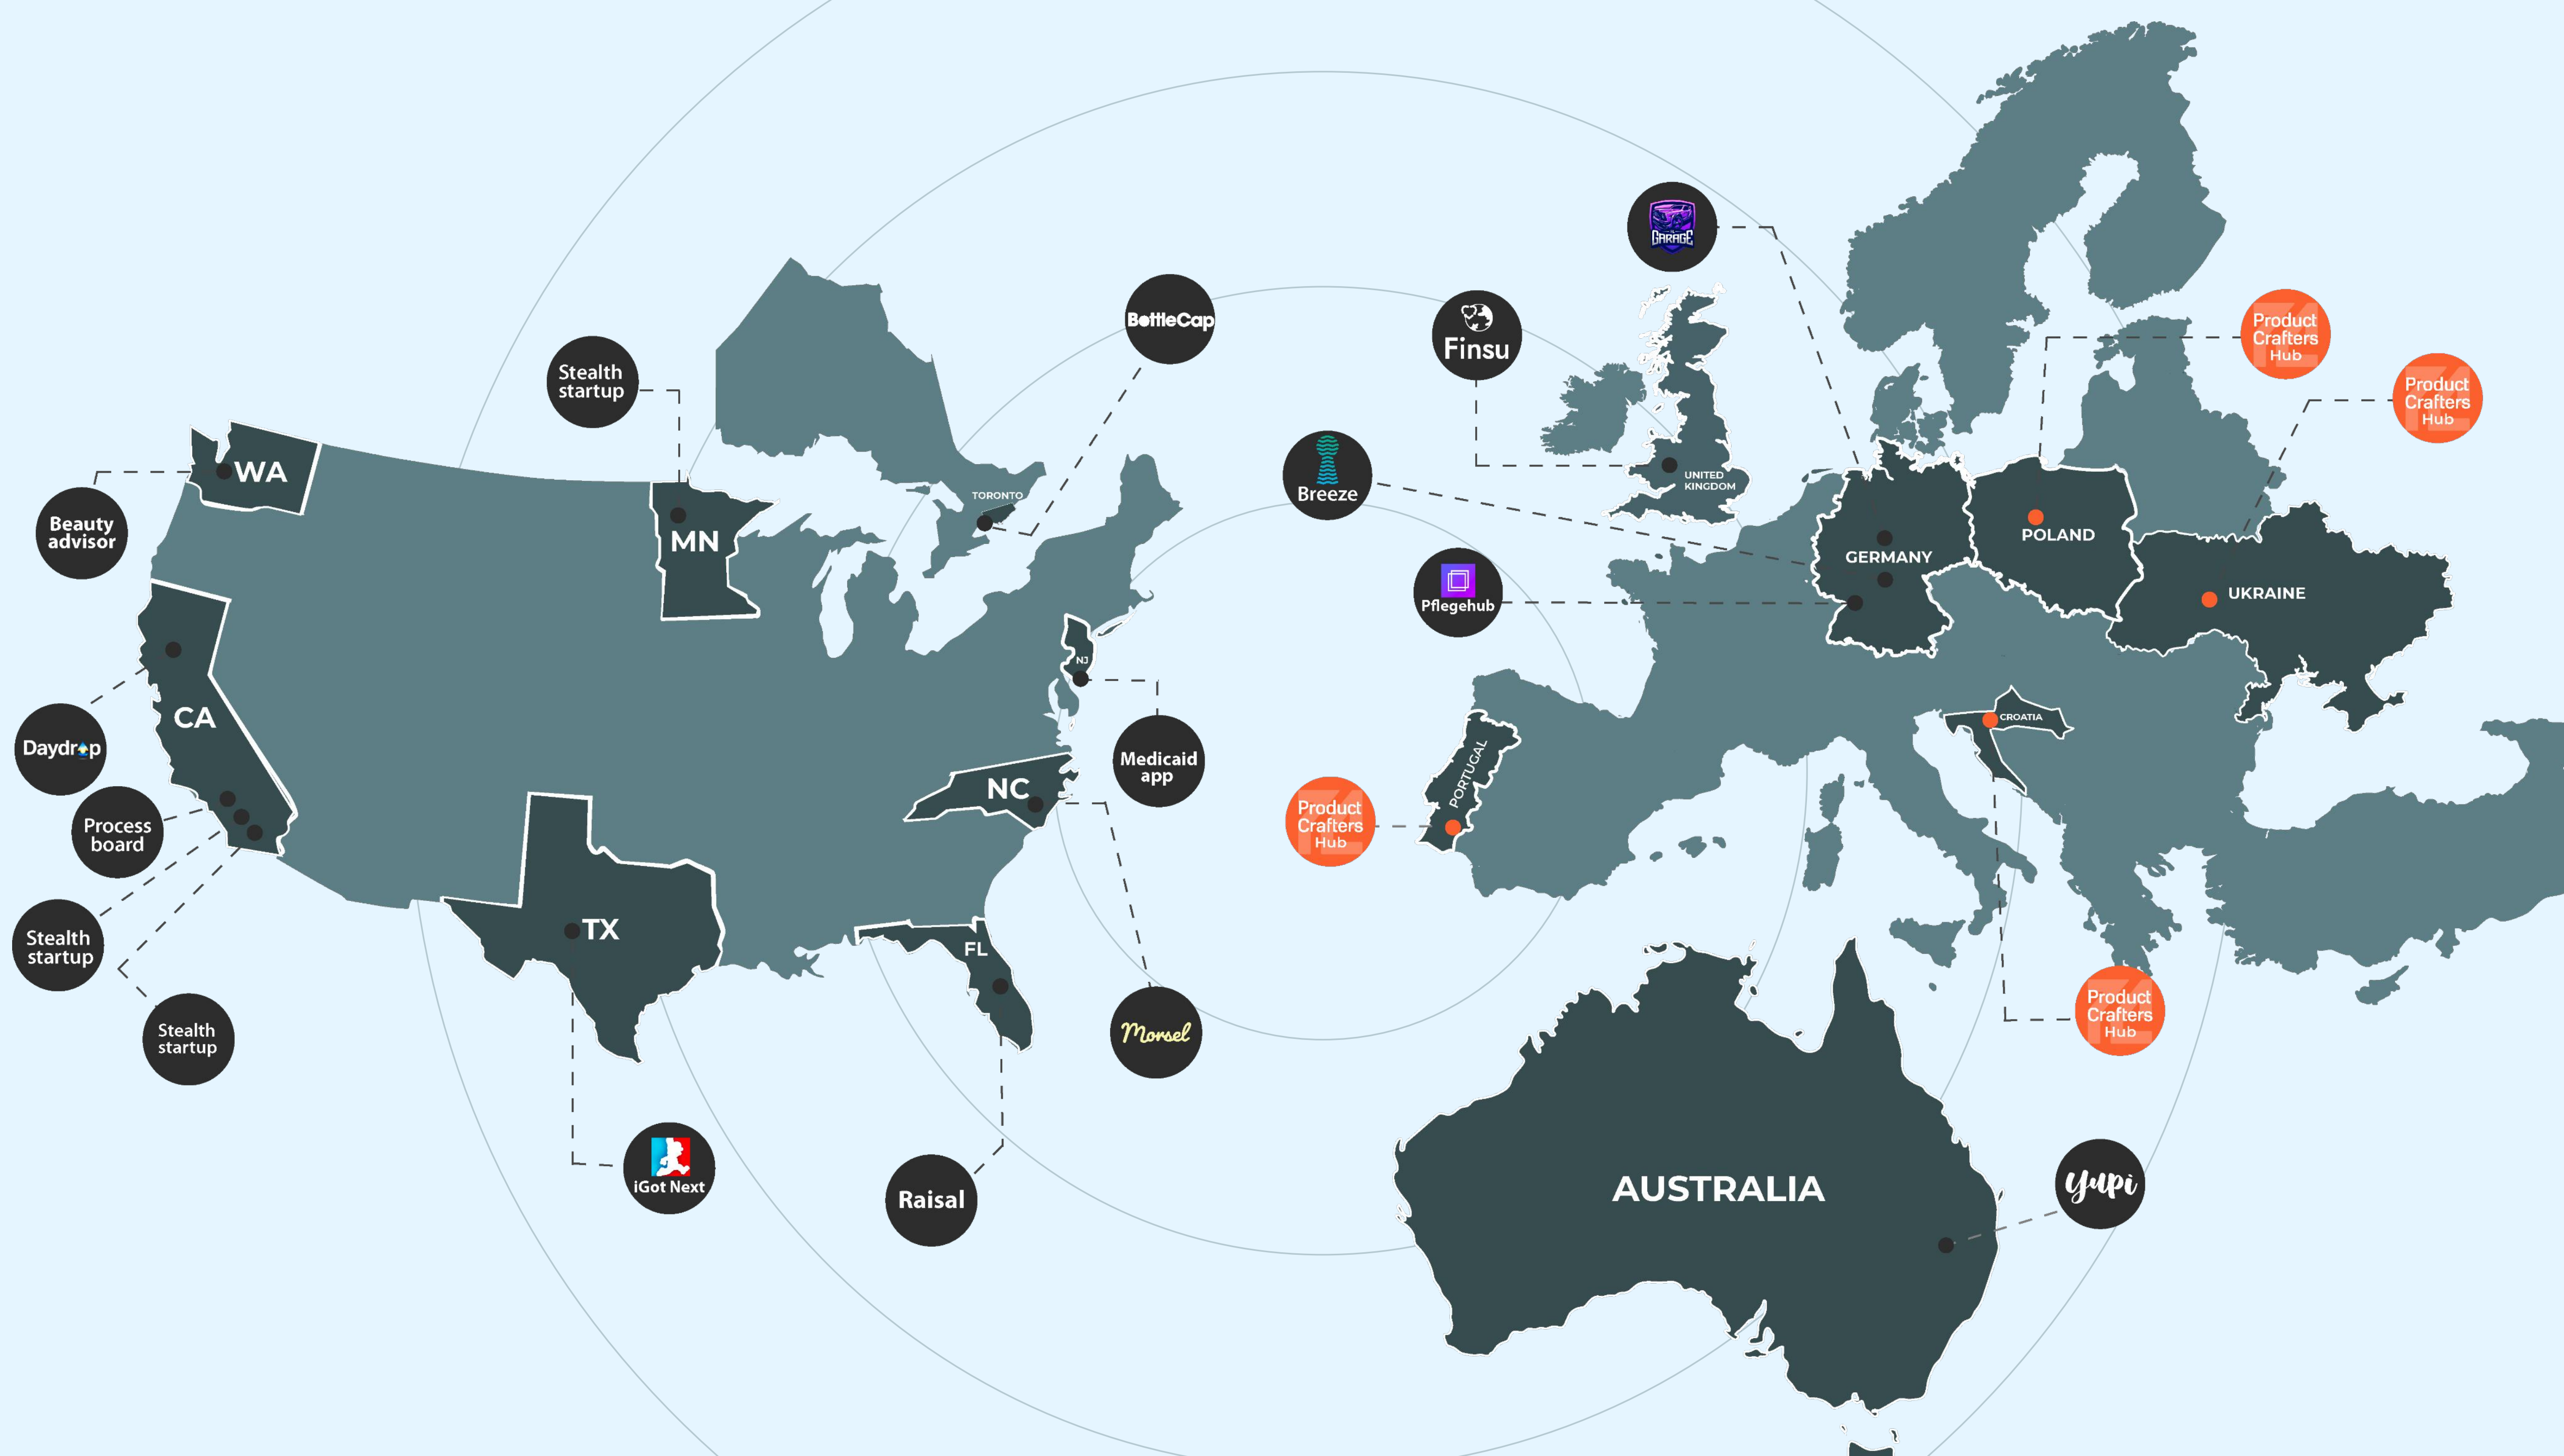 GARAGE
BottleCap
Finsu
Product
Crafters
Hub
Product
Crafters
Hub
Stealth
startup
WA
Beauty
advisor
MN
TORONTO
Breeze
UNITED
KINGDOM
GERMANY
POLAND
UKRAINE
Pflegehub
NJ
CA
Daydrop
Process
board
Medicaid
app
NC
CROATIA
PORTUGAL
Product
Crafters
Hub
Stealth
startup
TX
FL
Stealth
startup
Morsel
Product
Crafters
Hub
iGot Next
Raisal
AUSTRALIA
yupi